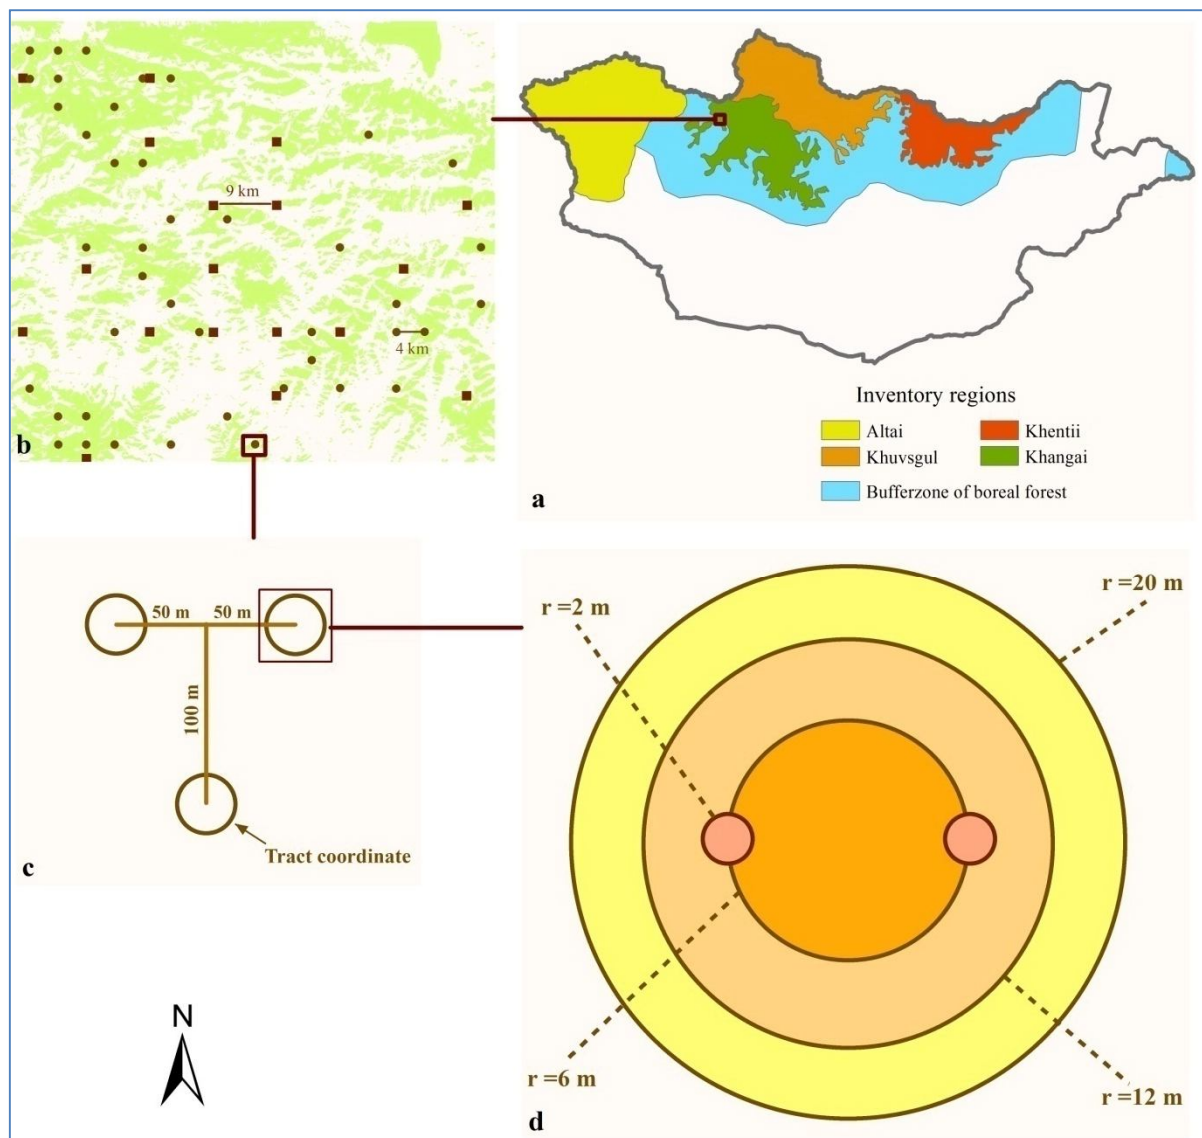 9 km
4 km
b
Inventory regions
Altai
Khentii
Khuvsgul
Khangai
Bufferzone of boreal forest
a
50 m
50 m
100 m
Tract coordinate
c
r =2 m
r =20 m
r =6 m
r =12 m
d
N